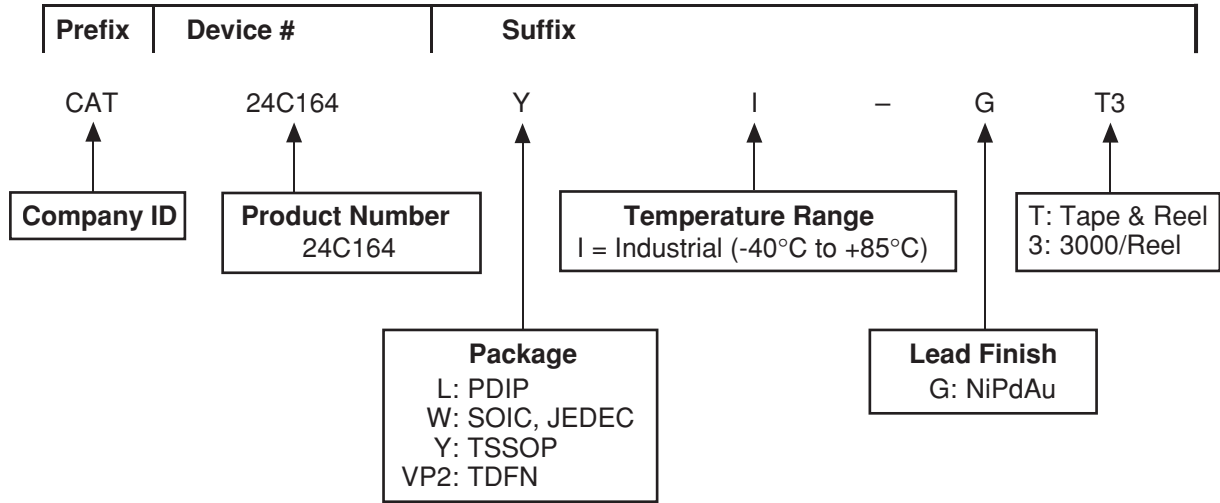 Prefix Device # Suffix
CAT 24C164 Y I – G T3
Company ID
Product Number
24C164
Temperature Range
I = Industrial (-40°C to +85°C)
T: Tape & Reel
3: 3000/Reel
Package
L: PDIP
W: SOIC, JEDEC
Y: TSSOP
VP2: TDFN
Lead Finish
G: NiPdAu